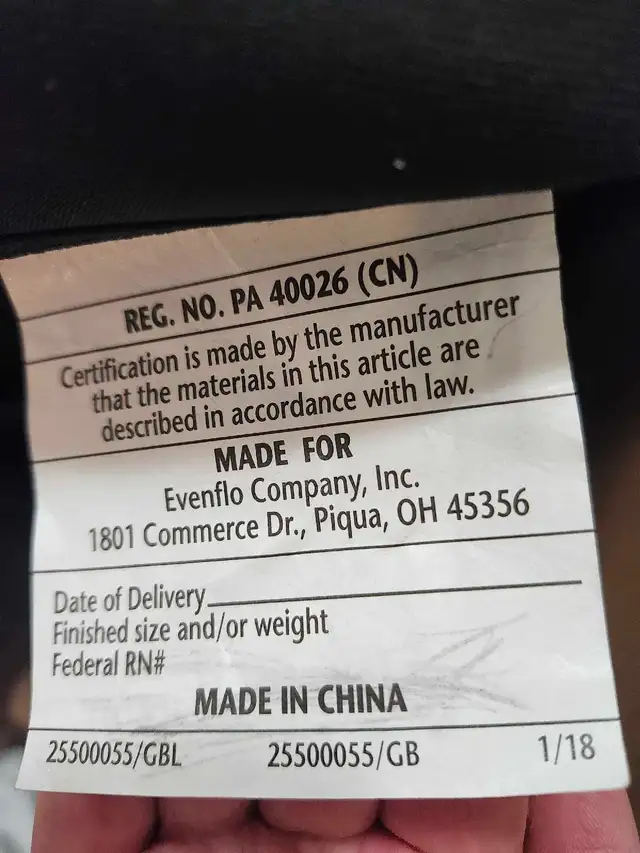 REG. NO. PA 40026 (CN)
Certification is made by the manufacturer
that the materials in this article are
described in accordance with law.
MADE FOR
Evenflo Company, Inc.
1801 Commerce Dr., Piqua, OH 45356
Date of Delivery
Finished size and/or weight
Federal RN#
MADE IN CHINA
25500055/GBL 25500055/GB 1/18